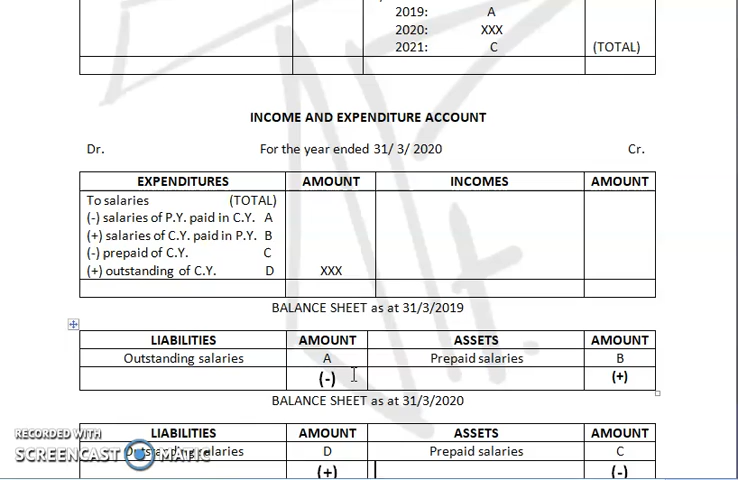 2019: A
2020: XXX
2021: C (TOTAL)
INCOME AND EXPENDITURE ACCOUNT
Dr. For the year ended 31/ 3/ 2020 Cr.
EXPENDITURES AMOUNT INCOMES AMOUNT
To salaries (TOTAL)
(-) salaries of P.Y. paid in C.Y. A
(+) salaries of C.Y. paid in P.Y. B
(-) prepaid of C.Y. C
(+) outstanding of C.Y. D XXX
BALANCE SHEET as at 31/3/2019
LIABILITIES AMOUNT ASSETS AMOUNT
Outstanding salaries A Prepaid salaries B
(-) (+)
BALANCE SHEET as at 31/3/2020
LIABILITIES AMOUNT ASSETS AMOUNT
Outstanding salaries D Prepaid salaries C
(+) (-)
RECORDED WITH
SCREENCAST MATIC